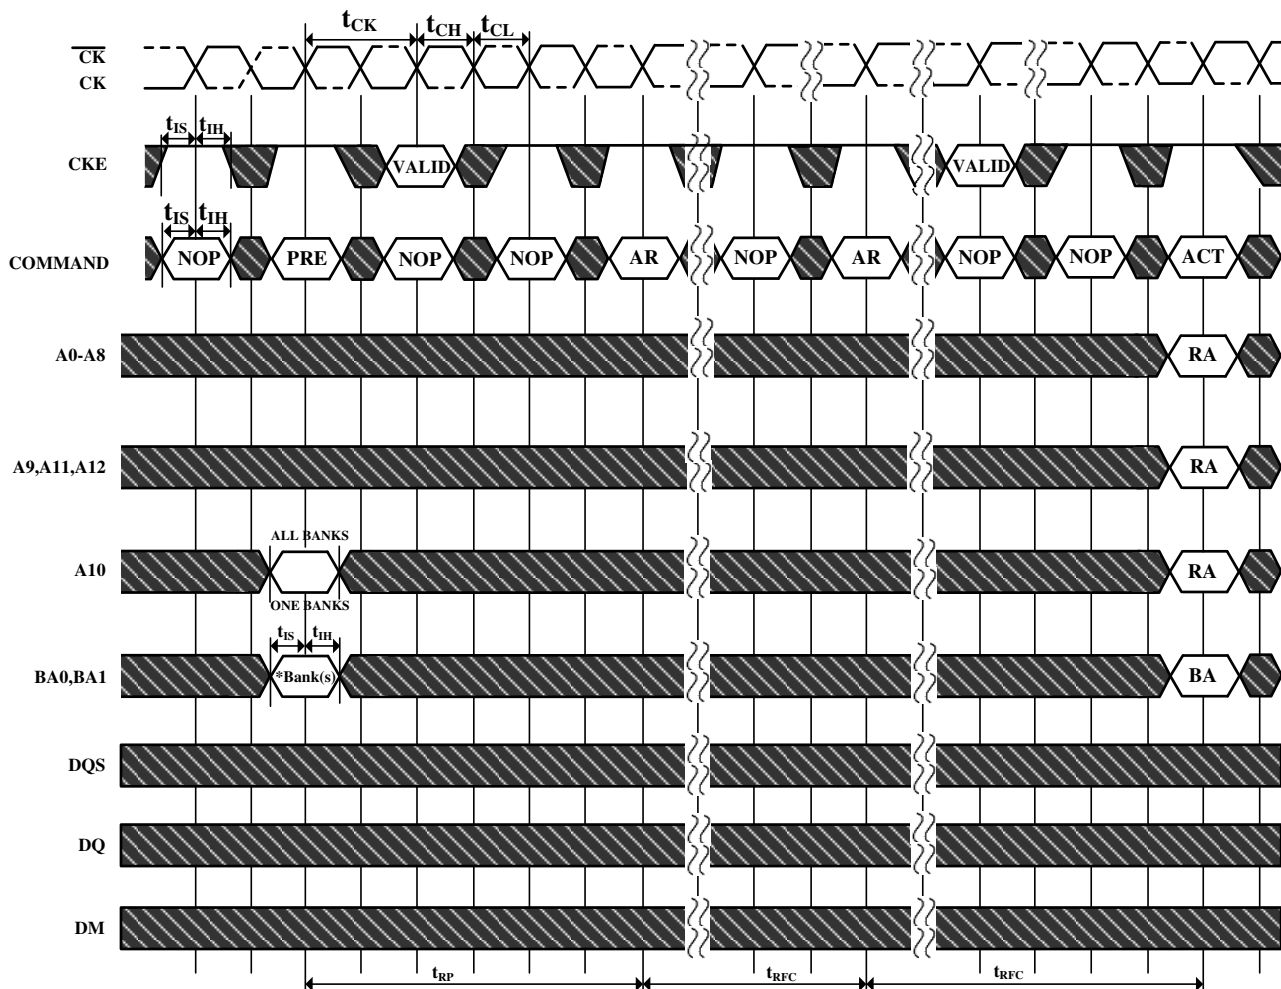 tCK tCH tCL
CK
CK
tIS tIH
CKE VALID VALID
tIS tIH
COMMAND NOP PRE NOP NOP AR NOP AR NOP NOP ACT
A0-A8 RA
A9,A11,A12 RA
ALL BANKS
A10 RA
ONE BANKS
tIS tIH
BA0,BA1 *Bank(s) BA
DQS
DQ
DM
tRP tRFC tRFC